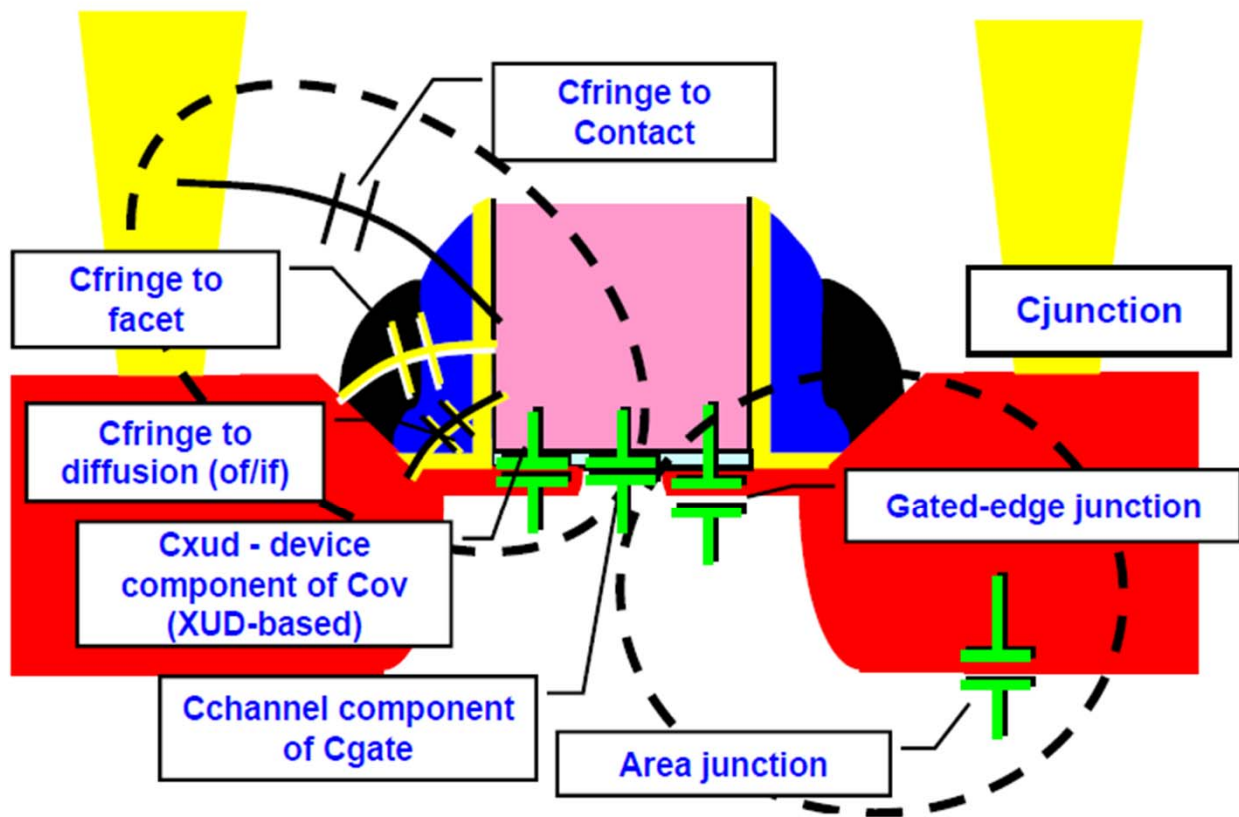 Cfringe to
Contact
Cfringe to
facet
Cjunction
Cfringe to
diffusion (of/if)
Gated-edge junction
Cxud - device
component of Cov
(XUD-based)
Cchannel component
of Cgate
Area junction